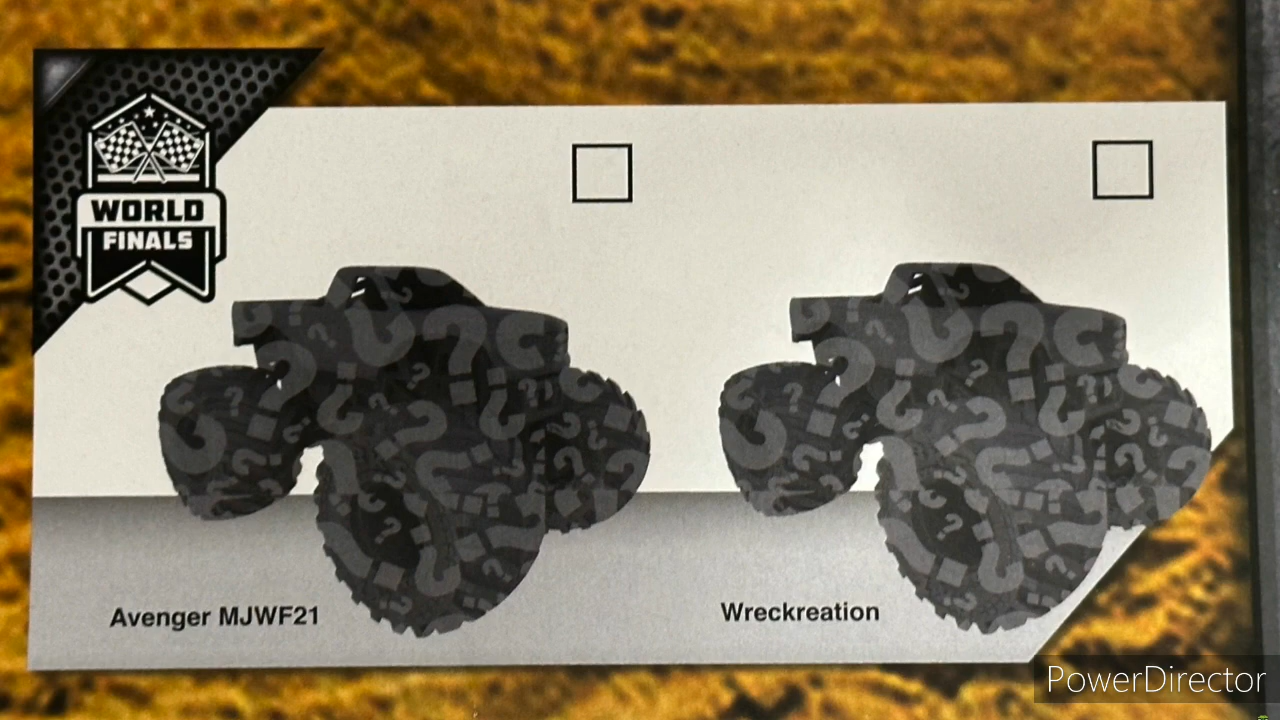 WORLD
FINALS
Avenger MJWF21
Wreckreation
PowerDirector